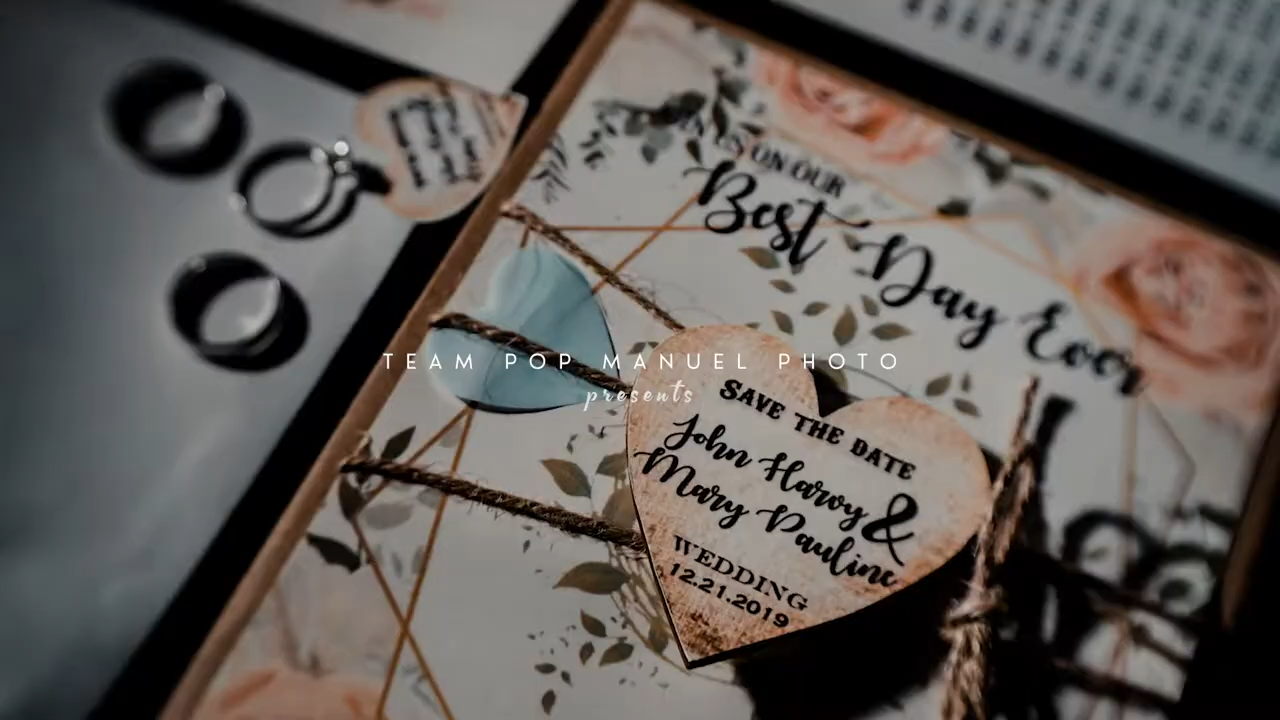 US ON OUR
Best Day Ever
TEAM POP MANUEL PHOTO
presents
SAVE THE DATE
John Harvy &
Mary Pauline
WEDDING
12.21.2019